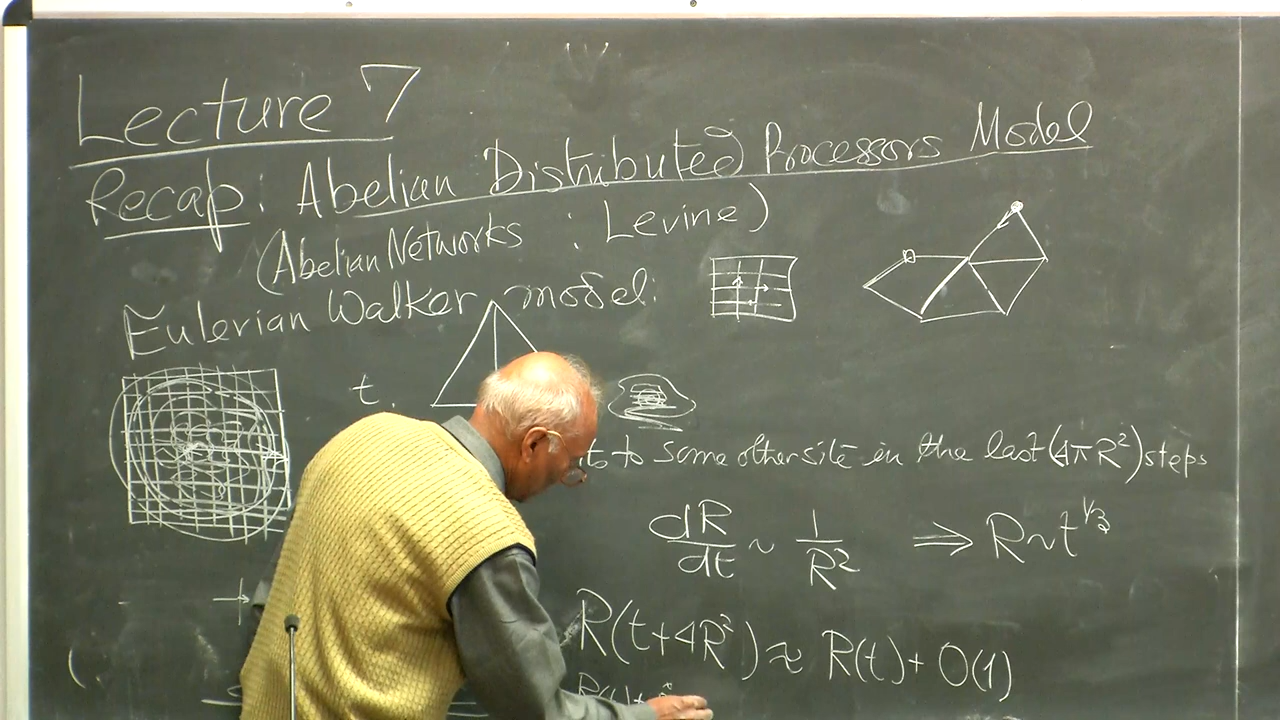 Lecture 7
Recap: Abelian Distributed Processors Model
(Abelian Networks : Levine)
Eulerian Walker model:
t.
to some other site in the last (4πR²) steps
dR/dt ~ 1/R² ⇒ R ~ t^{1/3}
R(t+4R²) ≈ R(t) + O(1)
R(t)+